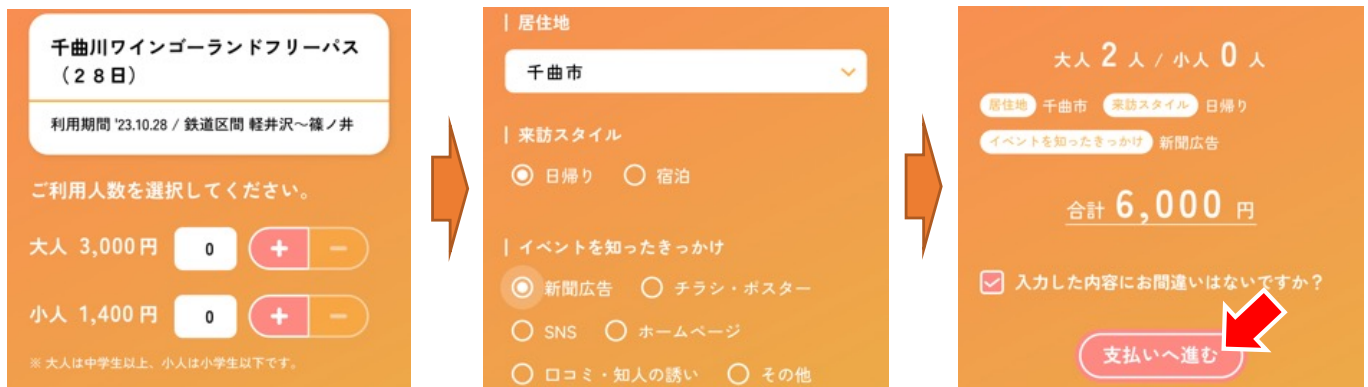 千曲川ワインゴーランドフリーパス
（２８日）
利用期間 '23.10.28 / 鉄道区間 軽井沢～篠ノ井
ご利用人数を選択してください。
大人 3,000円 0 + −
小人 1,400円 0 + −
※ 大人は中学生以上、小人は小学生以下です。
| 居住地
千曲市
| 来訪スタイル
日帰り 宿泊
| イベントを知ったきっかけ
新聞広告 チラシ・ポスター
SNS ホームページ
口コミ・知人の誘い その他
大人 2 人 / 小人 0 人
居住地 千曲市 来訪スタイル 日帰り
イベントを知ったきっかけ 新聞広告
合計 6,000 円
入力した内容にお間違いはないですか？
支払いへ進む